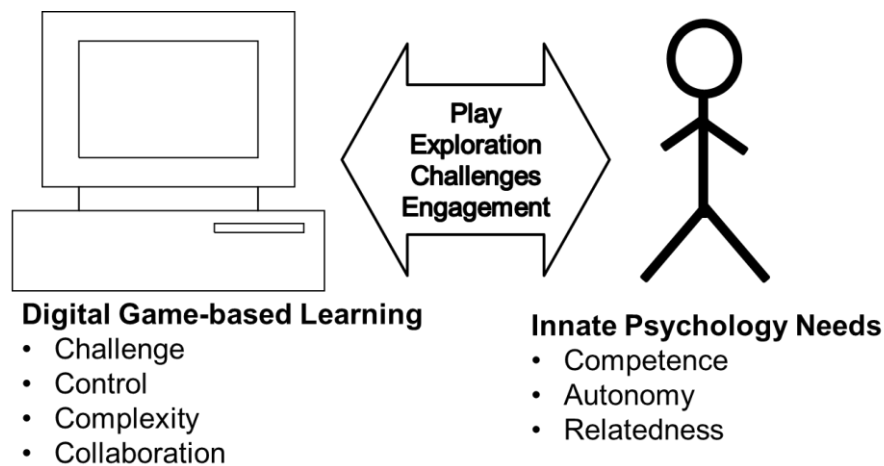 Play
Exploration
Challenges
Engagement
Digital Game-based Learning
• Challenge
• Control
• Complexity
• Collaboration
Innate Psychology Needs
• Competence
• Autonomy
• Relatedness